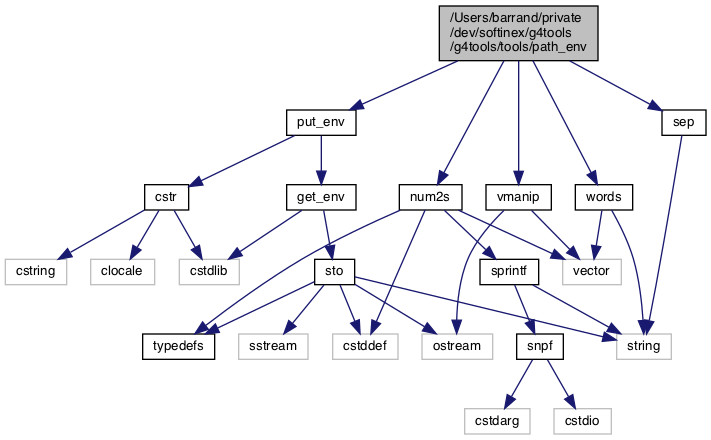 /Users/barrand/private
/dev/softinex/g4tools
/g4tools/tools/path_env
put_env
sep
cstr
get_env
num2s
vmanip
words
cstring
clocale
cstdlib
sto
sprintf
vector
typedefs
sstream
cstddef
ostream
snpf
string
cstdarg
cstdio